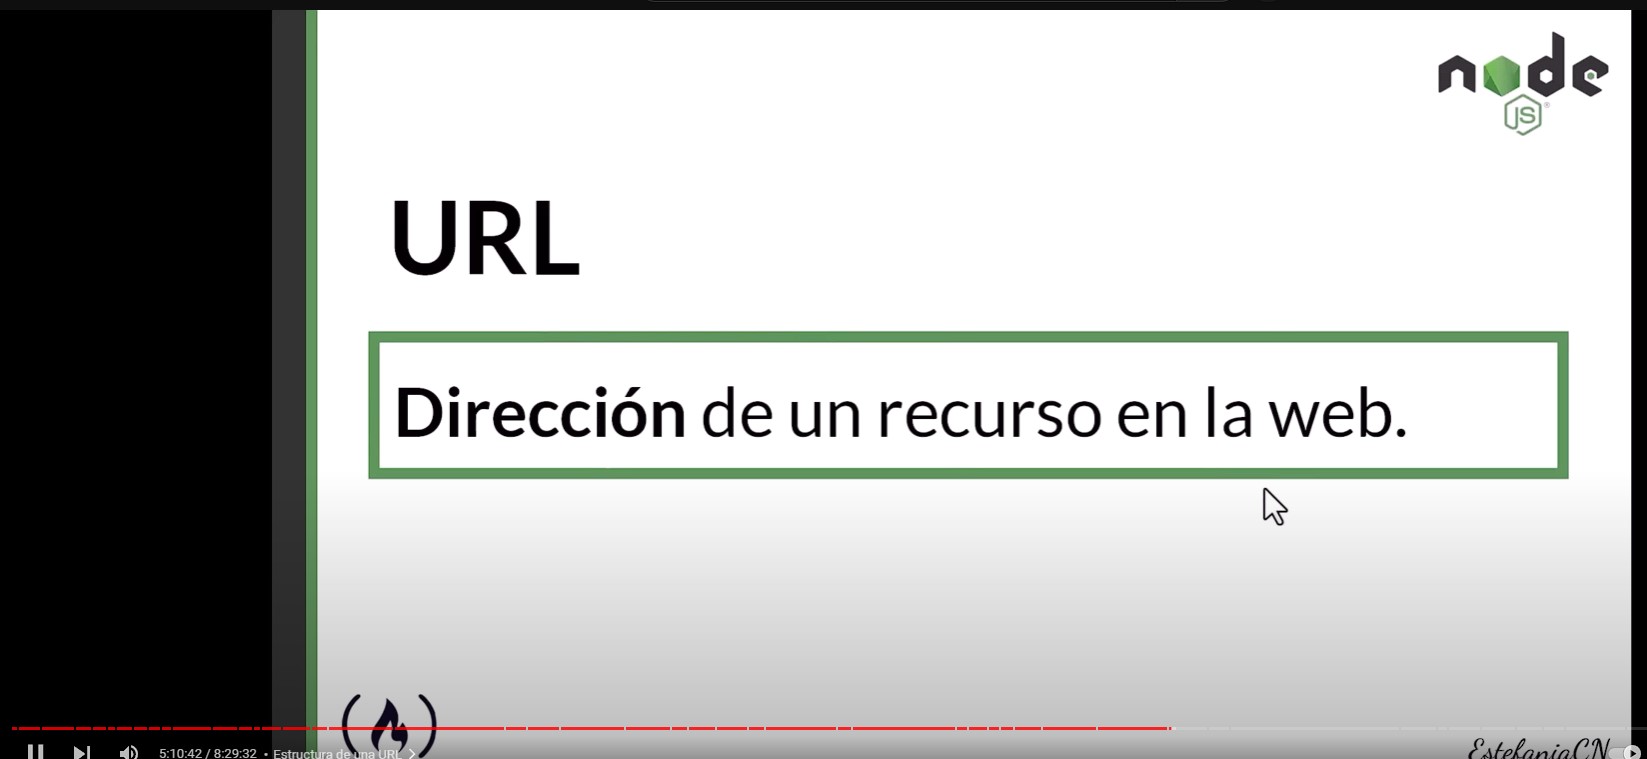 node
JS
URL
Dirección de un recurso en la web.
EstefaniaCN
5:10:42 / 8:29:32 • Estructura de una URL